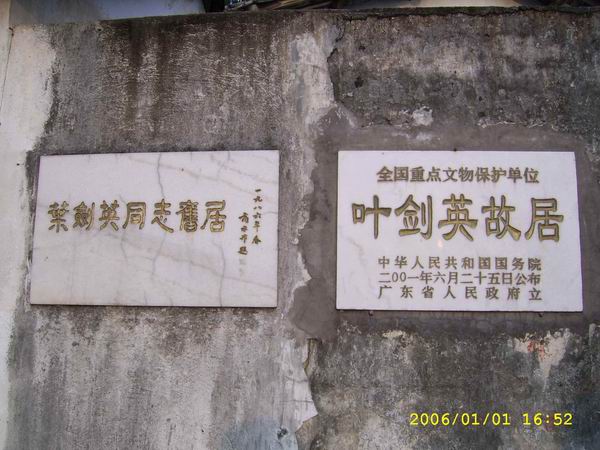 葉劍英同志舊居
一九八六年春
全国重点文物保护单位
叶剑英故居
中华人民共和国国务院
二00一年六月二十五日公布
广东省人民政府立
2006/01/01 16:52